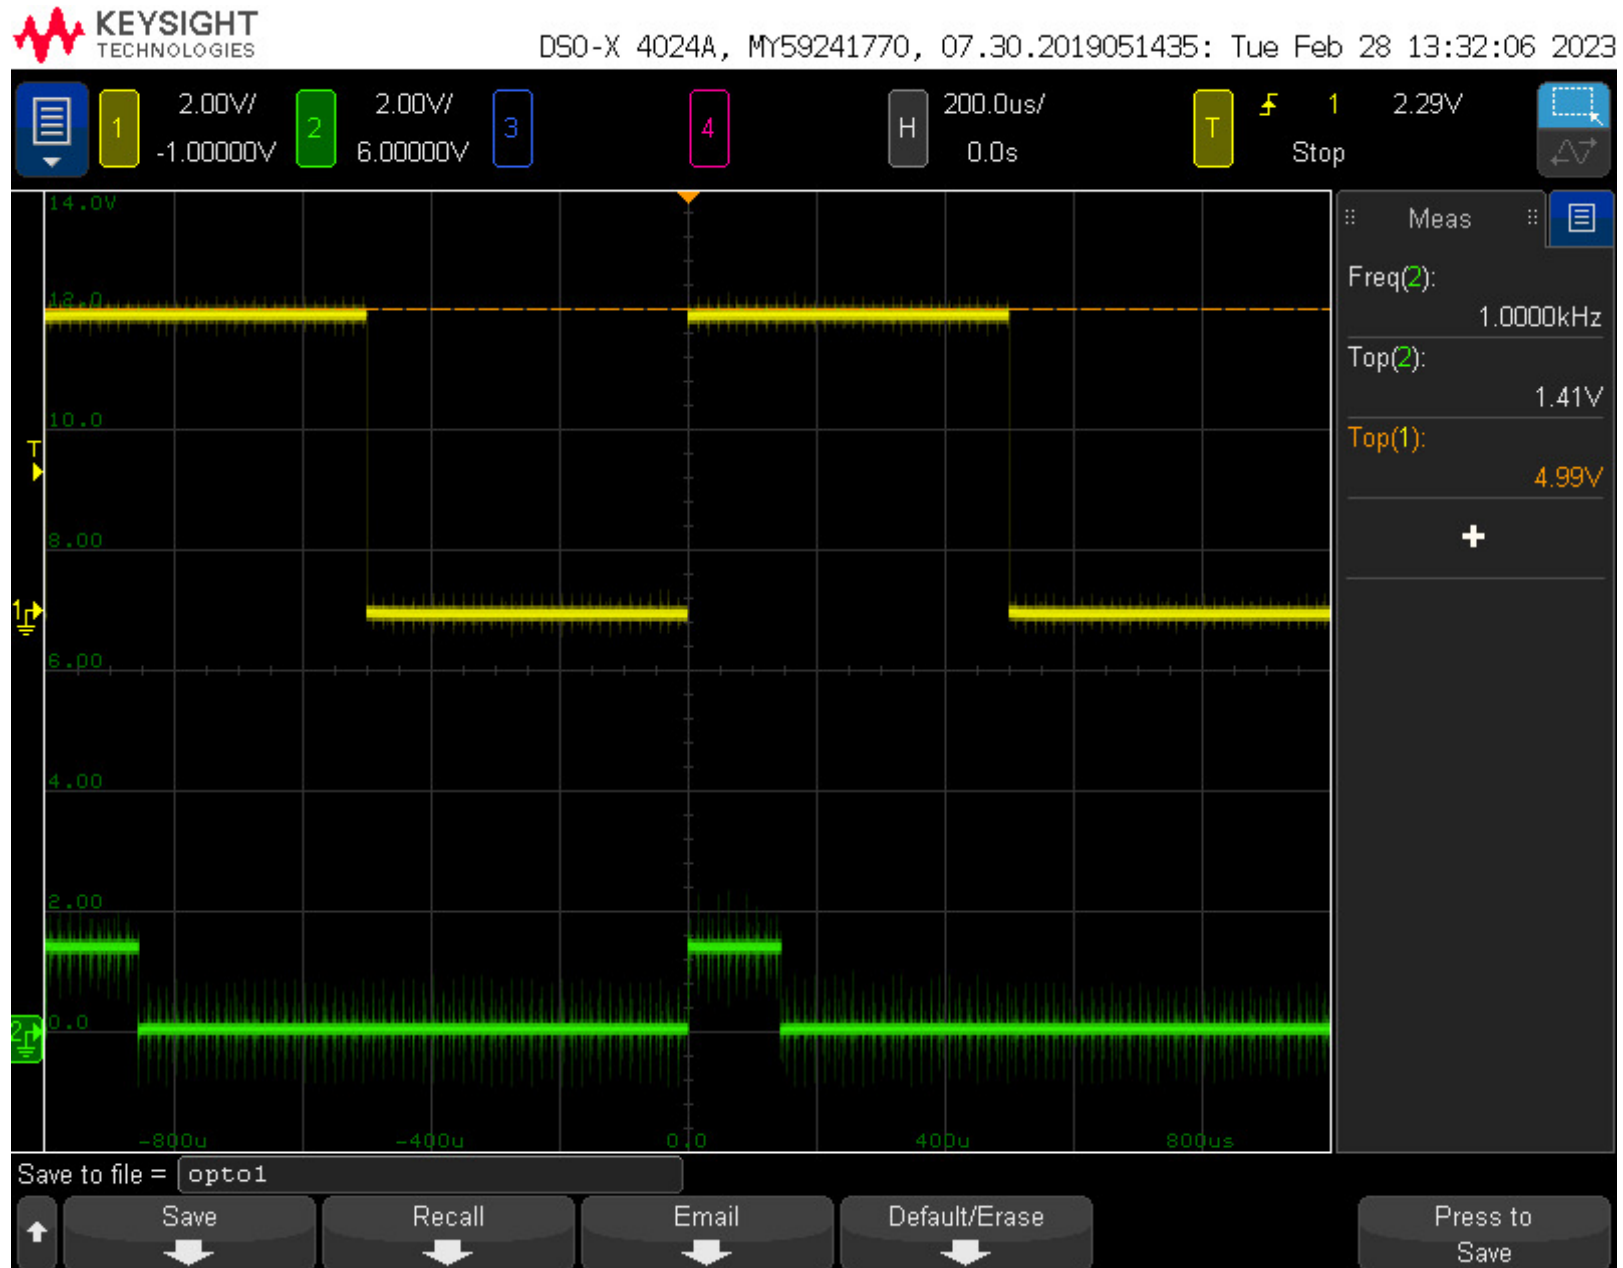 KEYSIGHT
TECHNOLOGIES
DSO-X 4024A, MY59241770, 07.30.2019051435: Tue Feb 28 13:32:06 2023
1 2.00V/ 2 2.00V/ 3 4 H 200.0us/ T 1 2.29V
-1.00000V 6.00000V 0.0s Stop
14.0V
12.0
10.0
T
8.00
1
6.00
4.00
2.00
2 0.0
-800u -400u 0.0 400u 800us
Meas
Freq(2):
1.0000kHz
Top(2):
1.41V
Top(1):
4.99V
+
Save to file = opto1
Save Recall Email Default/Erase Press to
Save